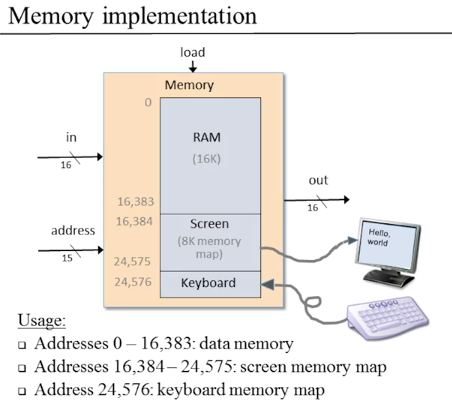 Memory implementation
load
Memory
0
in
16
RAM
(16K)
16,383
out
16
address
15
16,384
Screen
(8K memory
map)
24,575
24,576
Keyboard
Hello,
world
Usage:
Addresses 0 – 16,383: data memory
Addresses 16,384 – 24,575: screen memory map
Address 24,576: keyboard memory map